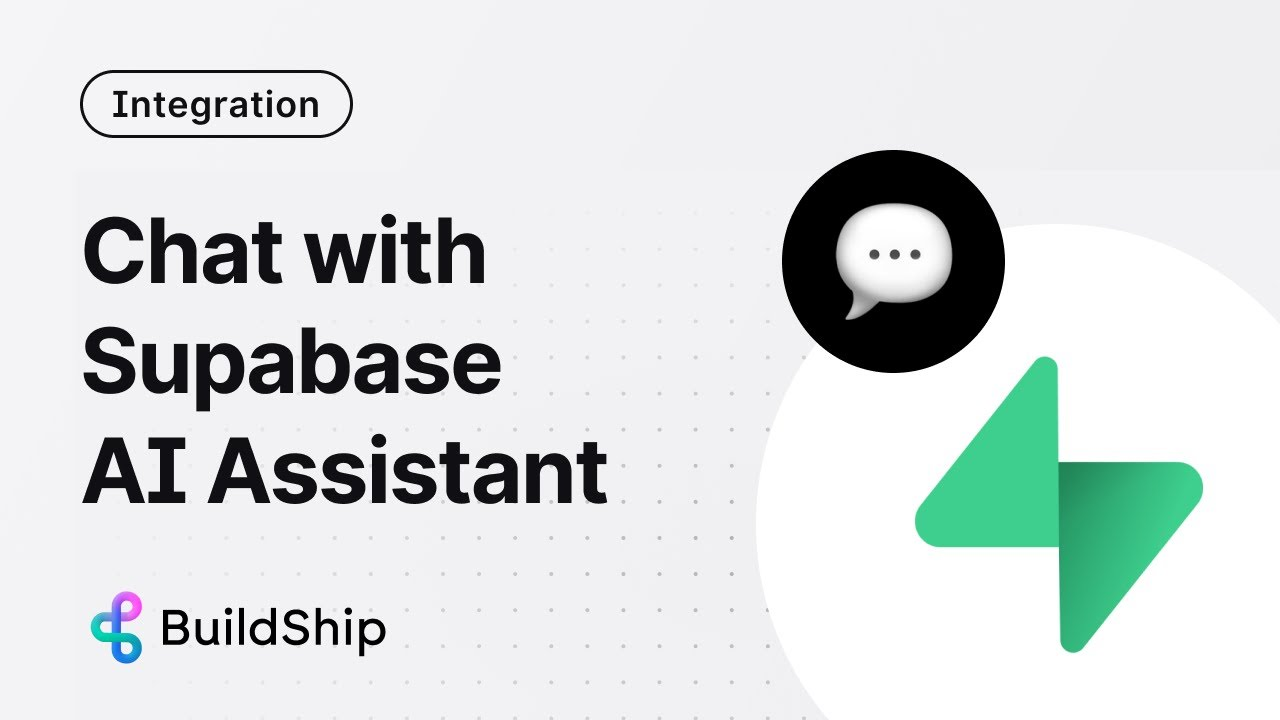 Integration
Chat with
Supabase
AI Assistant
BuildShip